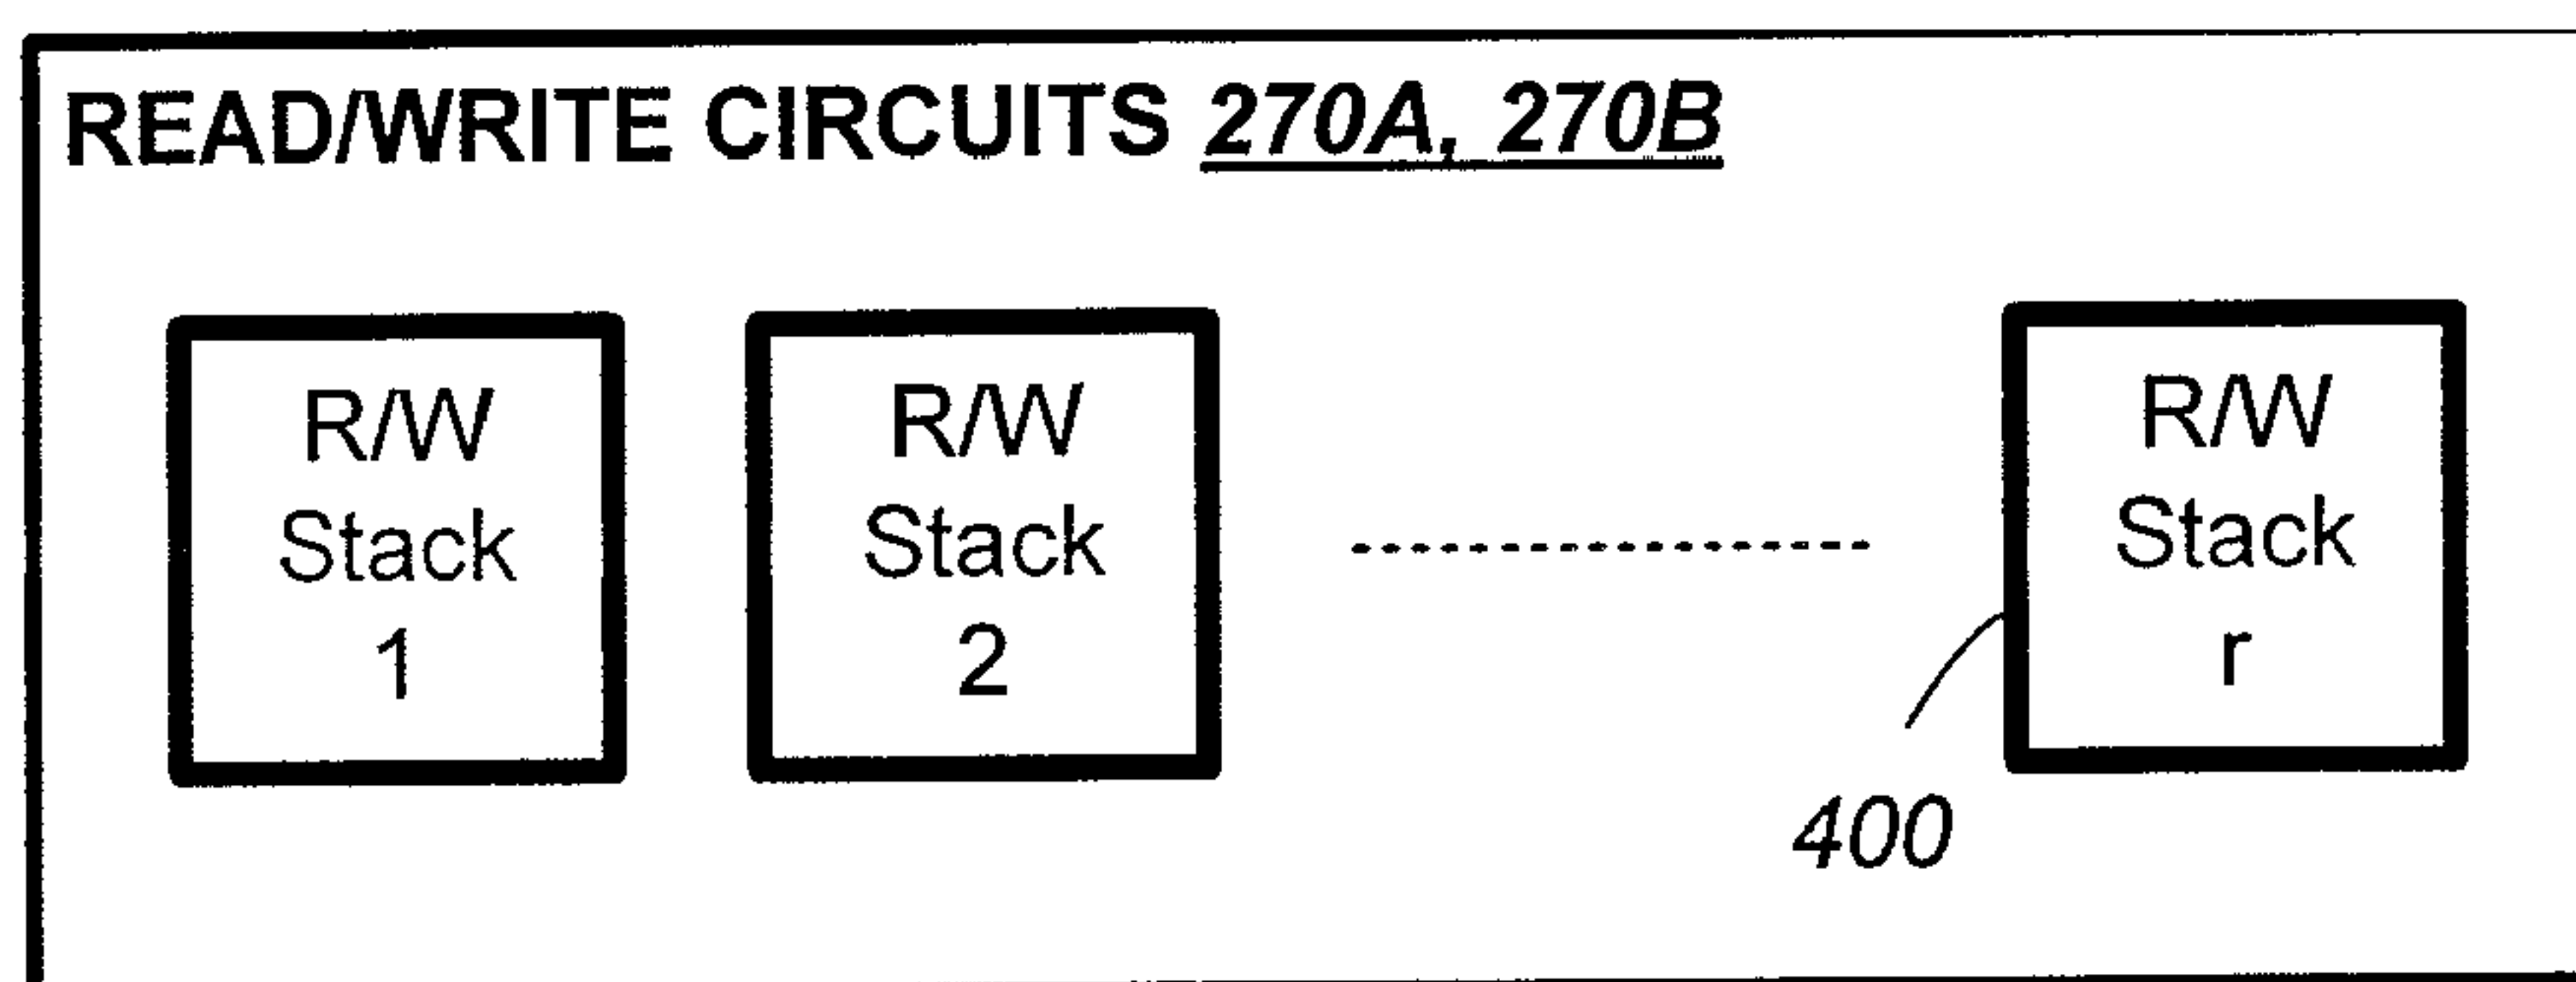 READ/WRITE CIRCUITS 270A, 270B
R/W
Stack
1
R/W
Stack
2
R/W
Stack
r
400